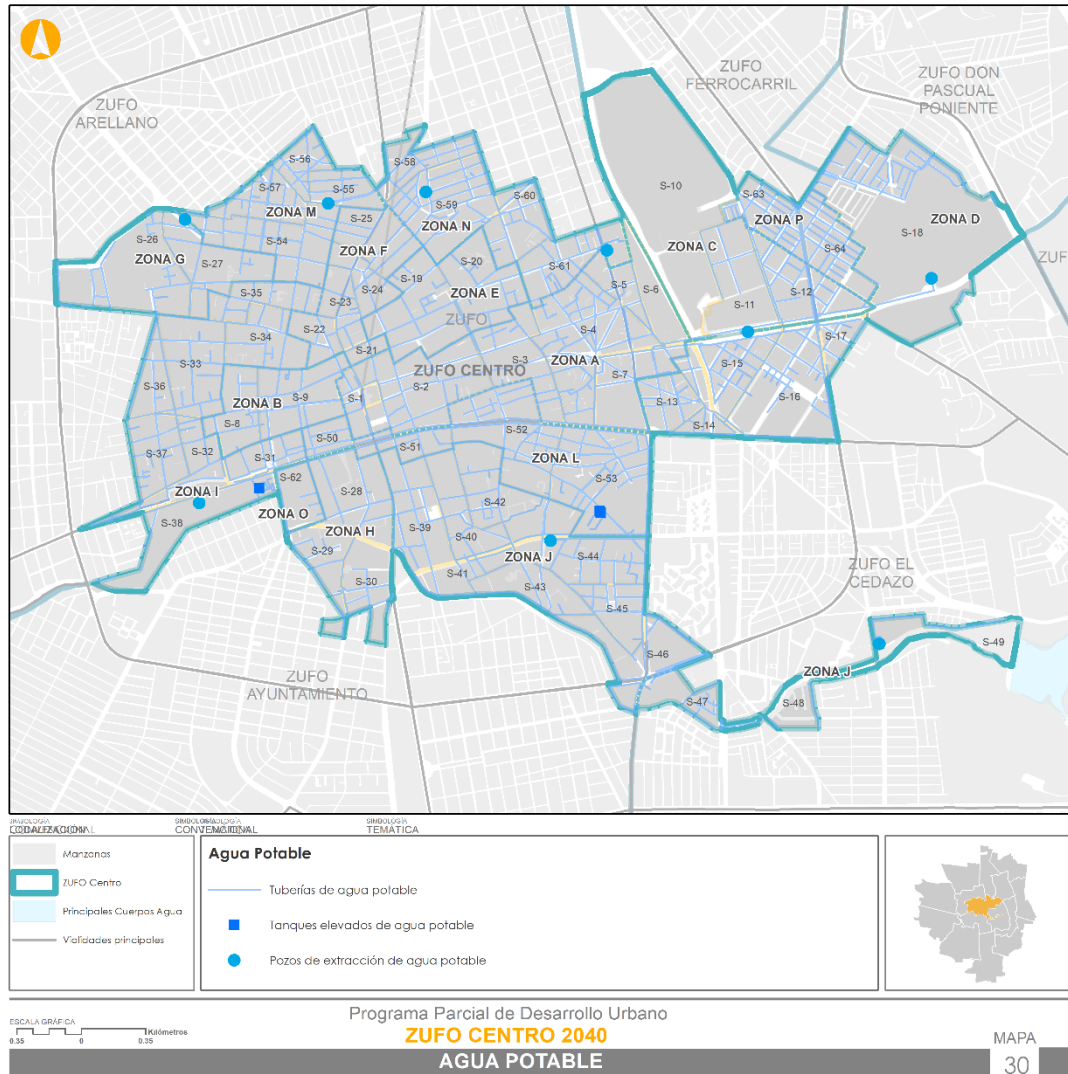 ZUFO
FERROCARRIL
ZUFO DON
PASCUAL
PONIENTE
ZUFO
ARELLANO
S-56
S-58
S-57
S-55
S-63
S-10
S-60
ZONA M
S-59
S-25
ZONA P
ZONA D
ZONA N
S-26
S-54
ZONA F
ZONA C
S-18
S-64
ZONA G
S-27
S-20
S-61
ZUF
S-19
S-24
S-5
S-6
S-35
ZONA E
S-12
S-23
S-11
ZUFO
S-22
S-4
S-34
S-17
S-21
S-3
ZONA A
S-15
S-33
ZUFO CENTRO
S-7
S-36
S-2
S-9
S-1
S-16
ZONA B
S-13
S-8
S-14
S-52
S-50
S-51
S-37
S-32
S-31
ZONA L
S-62
S-53
ZONA I
S-28
S-42
ZONA O
S-38
S-39
ZONA H
S-40
S-29
ZONA J
S-44
ZUFO EL
CEDAZO
S-41
S-30
S-43
S-45
S-49
S-46
ZUFO
AYUNTAMIENTO
ZONA J
S-47
S-48
SIMBOLOGÍA
CONVENCIONAL
SIMBOLOGÍA
TEMÁTICA
Manzanas
ZUFO Centro
Principales Cuerpos Agua
Vialidades principales
Agua Potable
Tuberías de agua potable
Tanques elevados de agua potable
Pozos de extracción de agua potable
Programa Parcial de Desarrollo Urbano
ZUFO CENTRO 2040
AGUA POTABLE
ESCALA GRÁFICA
Kilómetros
0.35 0 0.35
MAPA
30